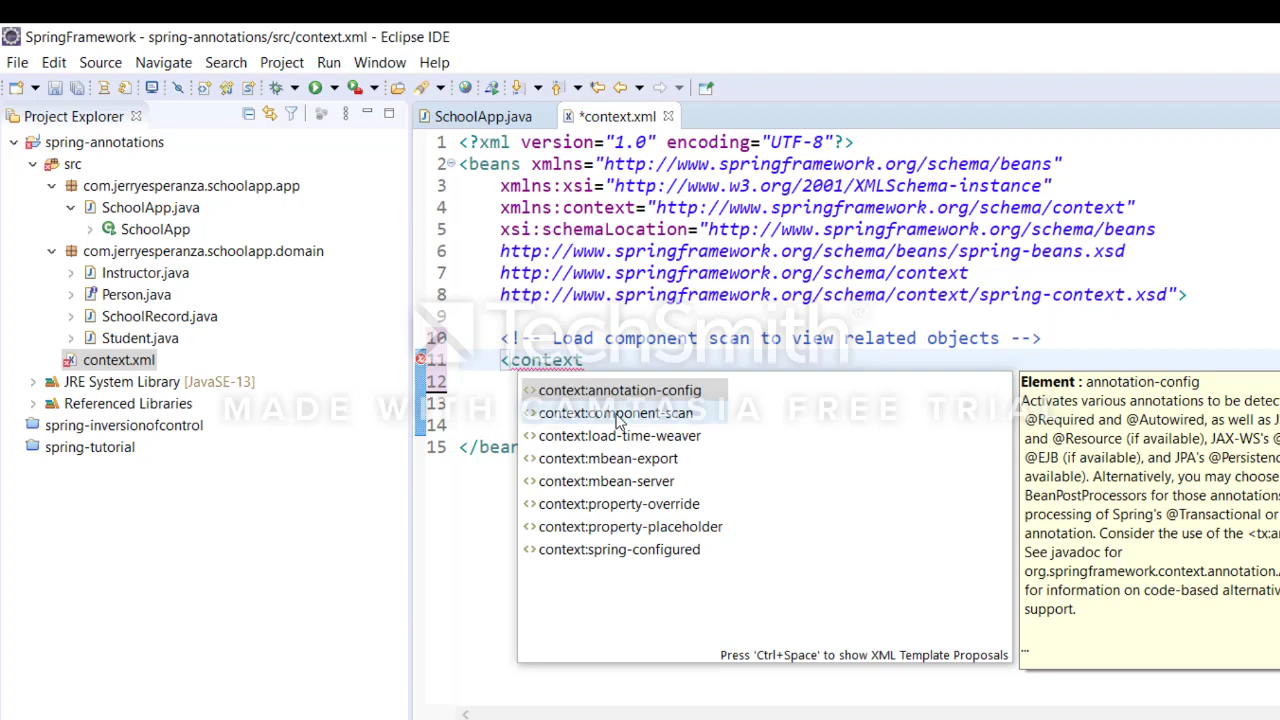 SpringFramework - spring-annotations/src/context.xml - Eclipse IDE
File Edit Source Navigate Search Project Run Window Help
Project Explorer
SchoolApp.java *context.xml
spring-annotations
src
com.jerryesperanza.schoolapp.app
SchoolApp.java
SchoolApp
com.jerryesperanza.schoolapp.domain
Instructor.java
Person.java
SchoolRecord.java
Student.java
context.xml
JRE System Library [JavaSE-13]
Referenced Libraries
spring-inversionofcontrol
spring-tutorial
1 <?xml version="1.0" encoding="UTF-8"?>
2 <beans xmlns="http://www.springframework.org/schema/beans"
3 xmlns:xsi="http://www.w3.org/2001/XMLSchema-instance"
4 xmlns:context="http://www.springframework.org/schema/context"
5 xsi:schemaLocation="http://www.springframework.org/schema/beans
6 http://www.springframework.org/schema/beans/spring-beans.xsd
7 http://www.springframework.org/schema/context
8 http://www.springframework.org/schema/context/spring-context.xsd">
9
10 <!-- Load component scan to view related objects -->
11 <context
12
13
14
15 </bean
context:annotation-config
context:component-scan
context:load-time-weaver
context:mbean-export
context:mbean-server
context:property-override
context:property-placeholder
context:spring-configured
Press 'Ctrl+Space' to show XML Template Proposals
Element : annotation-config
Activates various annotations to be detec
@Required and @Autowired, as well as J
and @Resource (if available), JAX-WS's @
@EJB (if available), and JPA's @Persistenc
available). Alternatively, you may choose
BeanPostProcessors for those annotations
processing of Spring's @Transactional or
annotation. Consider the use of the <tx:an
See javadoc for
org.springframework.context.annotation.
for information on code-based alternativ
support.
...
TechSmith®
MADE WITH CAMTASIA FREE TRIAL